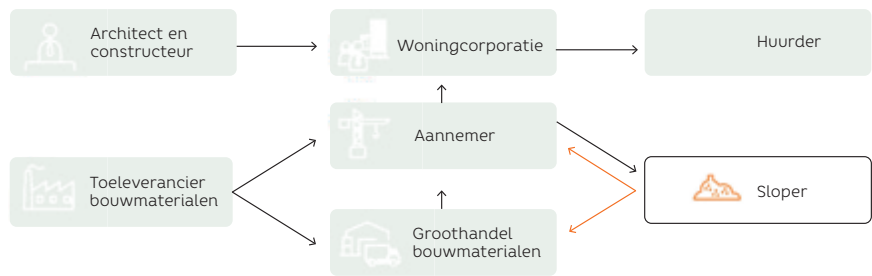 Architect en
constructeur
Woningcorporatie
Huurder
Aannemer
Toeleverancier
bouwmaterialen
Sloper
Groothandel
bouwmaterialen